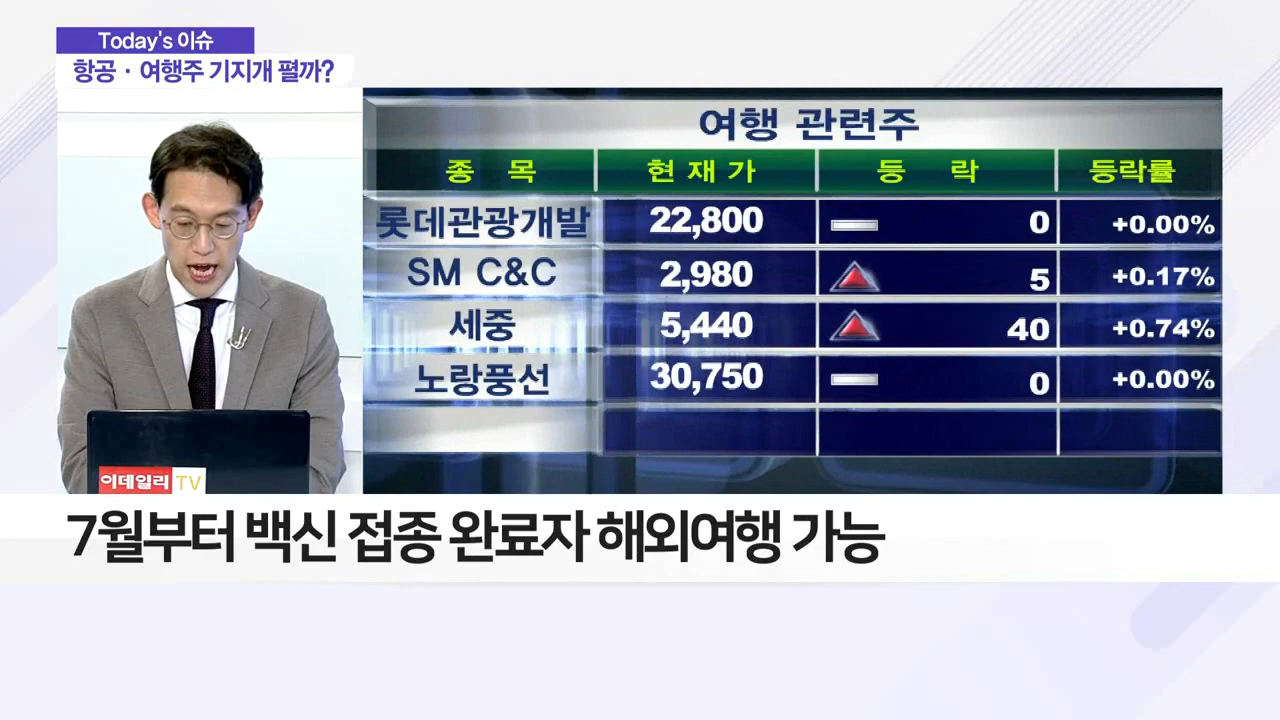 Today's 이슈
항공 · 여행주 기지개 펼까?
여행 관련주
종 목 현 재 가 등 락 등락률
롯데관광개발 22,800 0 +0.00%
SM C&C 2,980 ▲ 5 +0.17%
세중 5,440 ▲ 40 +0.74%
노랑풍선 30,750 0 +0.00%
이데일리 TV
7월부터 백신 접종 완료자 해외여행 가능